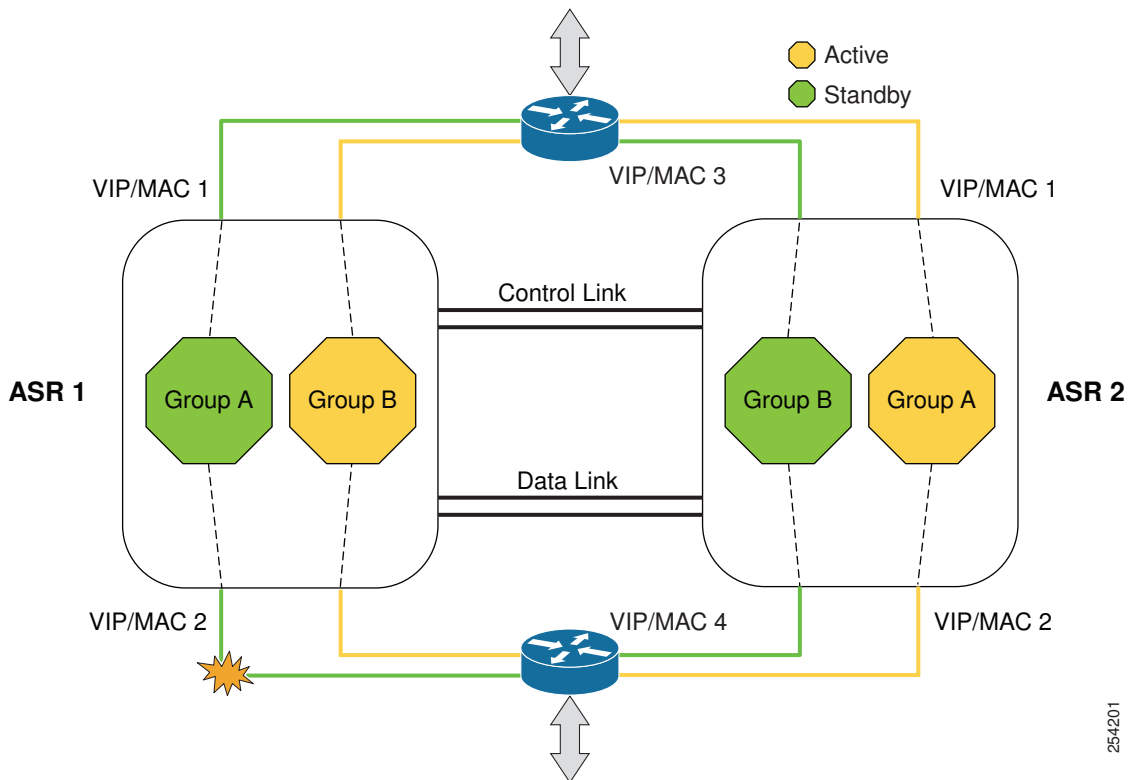 Active
Standby
VIP/MAC 1
VIP/MAC 3
VIP/MAC 1
Control Link
ASR 1
Group A
Group B
Group B
Group A
ASR 2
Data Link
VIP/MAC 2
VIP/MAC 4
VIP/MAC 2
254201